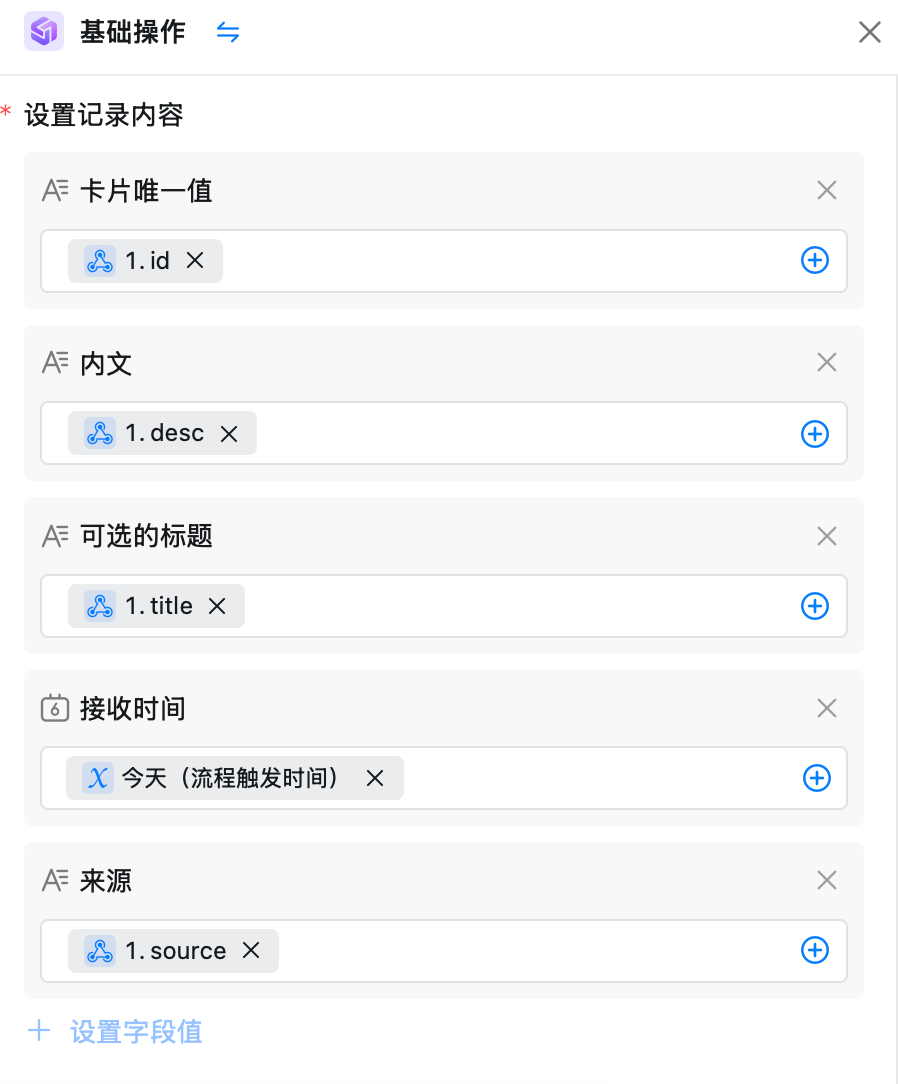 基础操作
* 设置记录内容
卡片唯一值
1. id
内文
1. desc
可选的标题
1. title
6 接收时间
X 今天（流程触发时间）
来源
1. source
+ 设置字段值